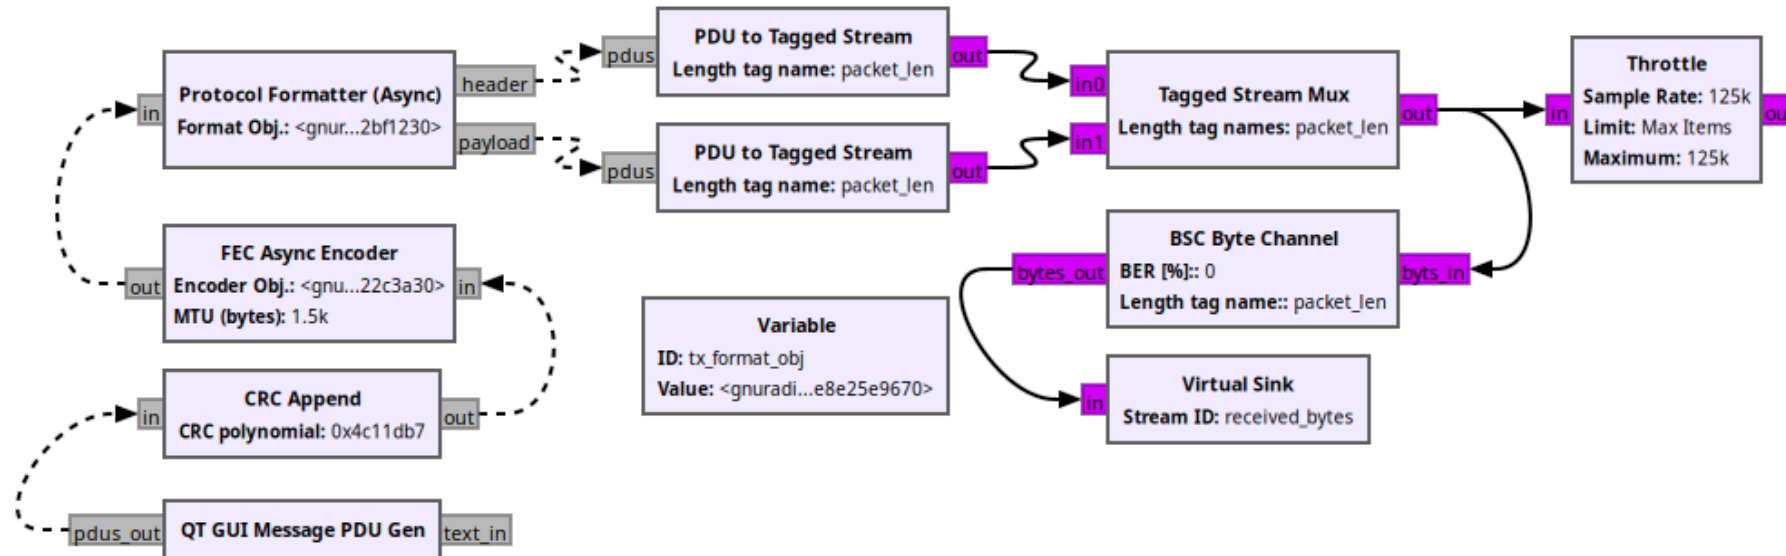 in
Protocol Formatter (Async)
Format Obj.: <gnur...2bf1230>
header
payload
pdus
PDU to Tagged Stream
Length tag name: packet_len
out
pdus
PDU to Tagged Stream
Length tag name: packet_len
out
in0
in1
Tagged Stream Mux
Length tag names: packet_len
out
in
Throttle
Sample Rate: 125k
Limit: Max Items
Maximum: 125k
ou
out
FEC Async Encoder
Encoder Obj.: <gnu...22c3a30>
MTU (bytes): 1.5k
in
bytes_out
BSC Byte Channel
BER [%]:: 0
Length tag name:: packet_len
byts_in
Variable
ID: tx_format_obj
Value: <gnuradi...e8e25e9670>
in
Virtual Sink
Stream ID: received_bytes
in
CRC Append
CRC polynomial: 0x4c11db7
out
pdus_out
QT GUI Message PDU Gen
text_in